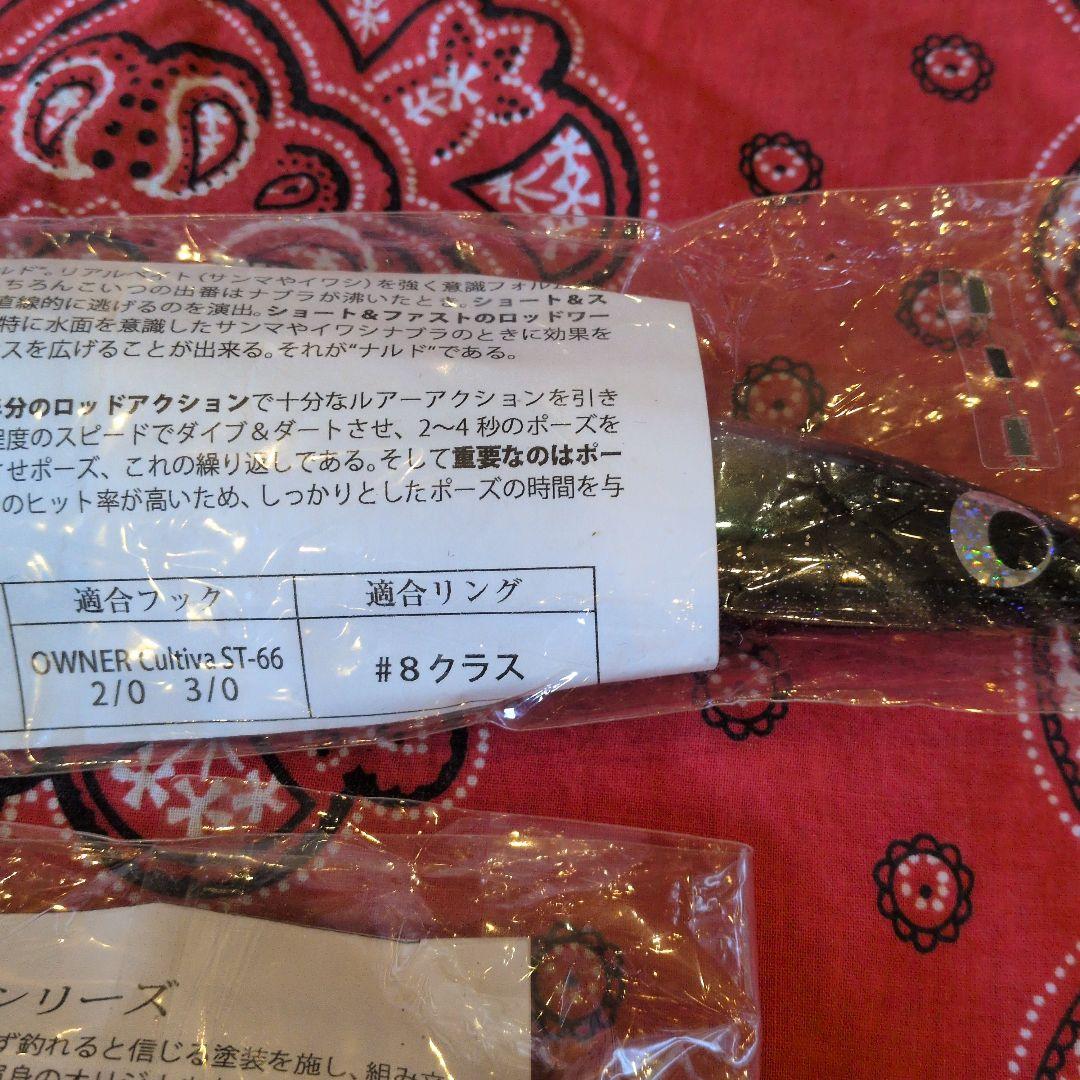 ルド”。リアルベイト(サンマやイワシ)を強く意識フォル
ちろんこいつの出番はナブラが沸いたとき。ショート＆ス
直線的に逃げるのを演出。ショート＆ファストのロッドワー
特に水面を意識したサンマやイワシナブラのときに効果を
スを広げることが出来る。それが“ナルド”である。
分のロッドアクションで十分なルアーアクションを引き
程度のスピードでダイブ＆ダートさせ、2～4秒のポーズを
せポーズ、これの繰り返しである。そして重要なのはポー
のヒット率が高いため、しっかりとしたポーズの時間を与
適合フック 適合リング
OWNER Cultiva ST-66
2/0 3/0 #8クラス
シリーズ
ず釣れると信じる塗装を施し、組み